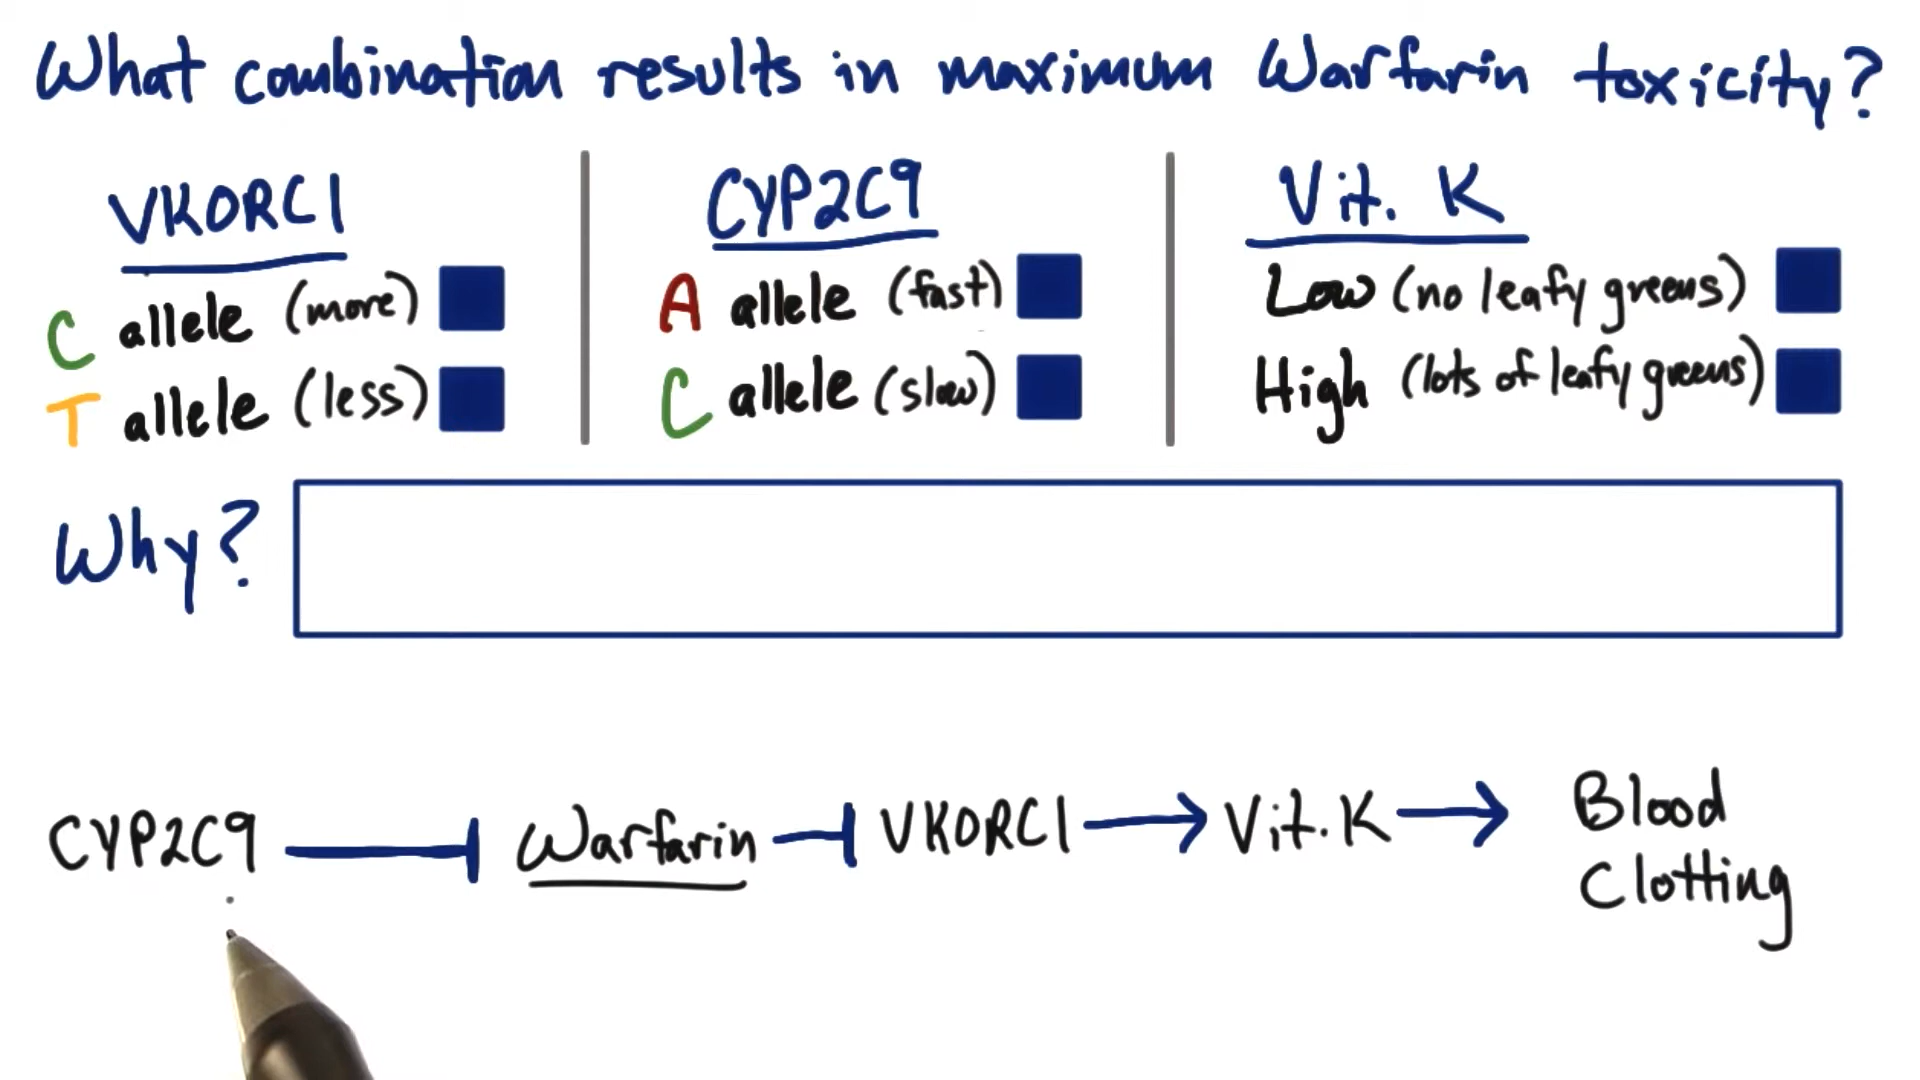 What combination results in maximum Warfarin toxicity?
VKORC1
C allele (more)
T allele (less)
CYP2C9
A allele (fast)
C allele (slow)
Vit. K
Low (no leafy greens)
High (lots of leafy greens)
Why?
CYP2C9 Warfarin VKORC1 Vit. K Blood
Clotting